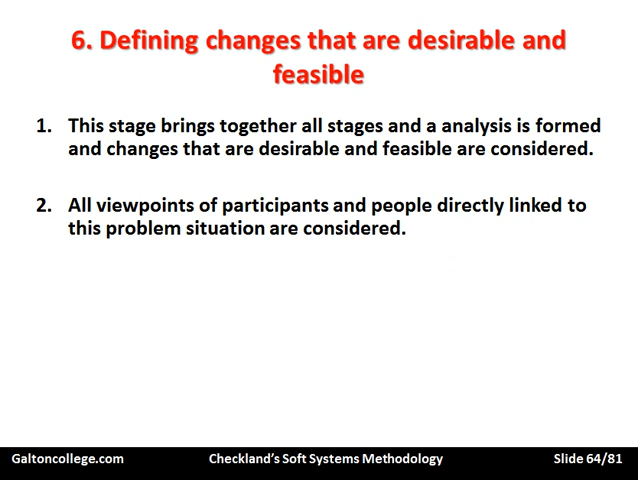 6. Defining changes that are desirable and
feasible
1. This stage brings together all stages and a analysis is formed
and changes that are desirable and feasible are considered.
2. All viewpoints of participants and people directly linked to
this problem situation are considered.
Galtoncollege.com Checkland's Soft Systems Methodology Slide 64/81